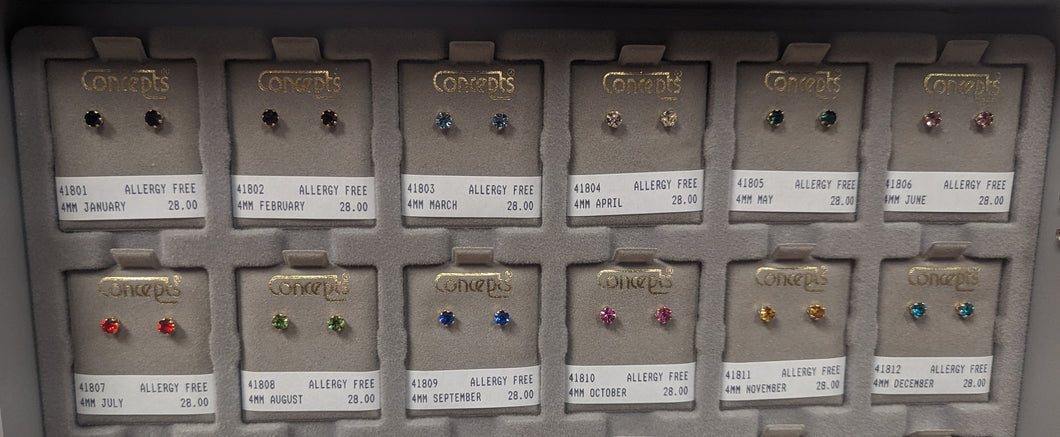 Concepts
41801 ALLERGY FREE
4MM JANUARY 28.00
Concepts
41802 ALLERGY FREE
4MM FEBRUARY 28.00
Concepts
41803 ALLERGY FREE
4MM MARCH 28.00
Concepts
41804 ALLERGY FREE
4MM APRIL 28.00
Concepts
41805 ALLERGY FREE
4MM MAY 28.00
Concepts
41806 ALLERGY FREE
4MM JUNE 28.00
Concepts
41807 ALLERGY FREE
4MM JULY 28.00
Concepts
41808 ALLERGY FREE
4MM AUGUST 28.00
Concepts
41809 ALLERGY FREE
4MM SEPTEMBER 28.00
Concepts
41810 ALLERGY FREE
4MM OCTOBER 28.00
Concepts
41811 ALLERGY FREE
4MM NOVEMBER 28.00
Concepts
41812 ALLERGY FREE
4MM DECEMBER 28.00